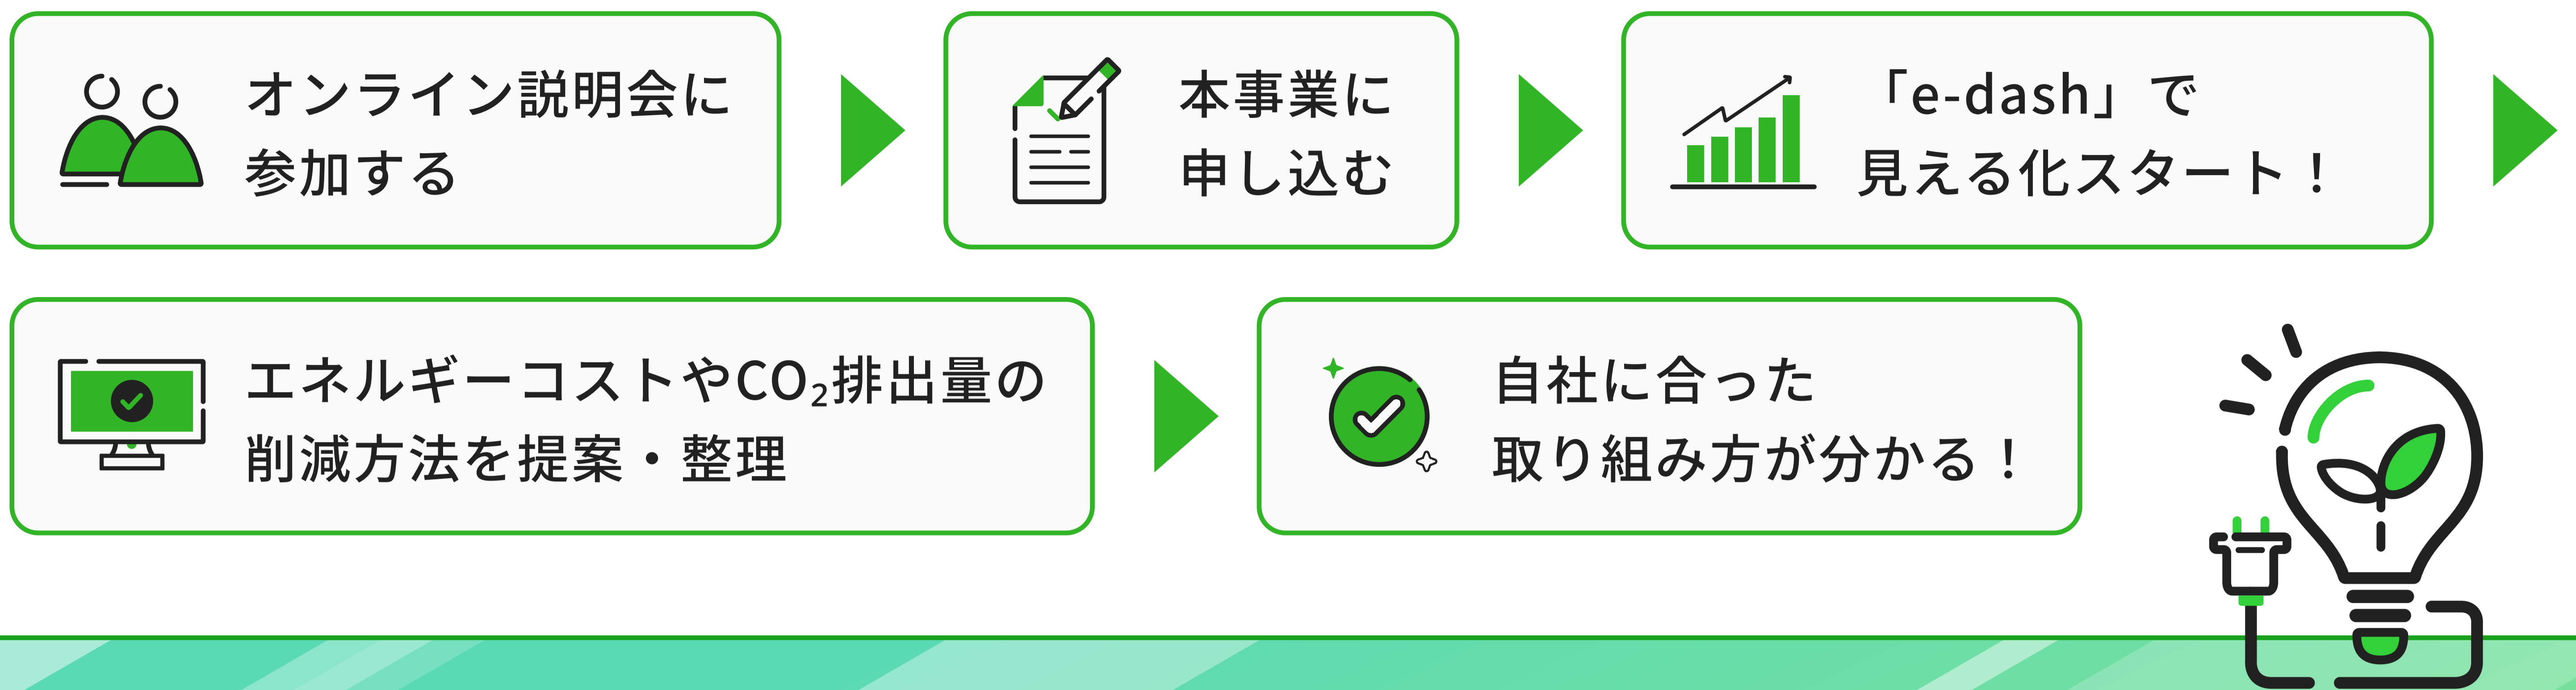 オンライン説明会に
参加する
本事業に
申し込む
「e-dash」で
見える化スタート！
エネルギーコストやCO₂排出量の
削減方法を提案・整理
自社に合った
取り組み方が分かる！